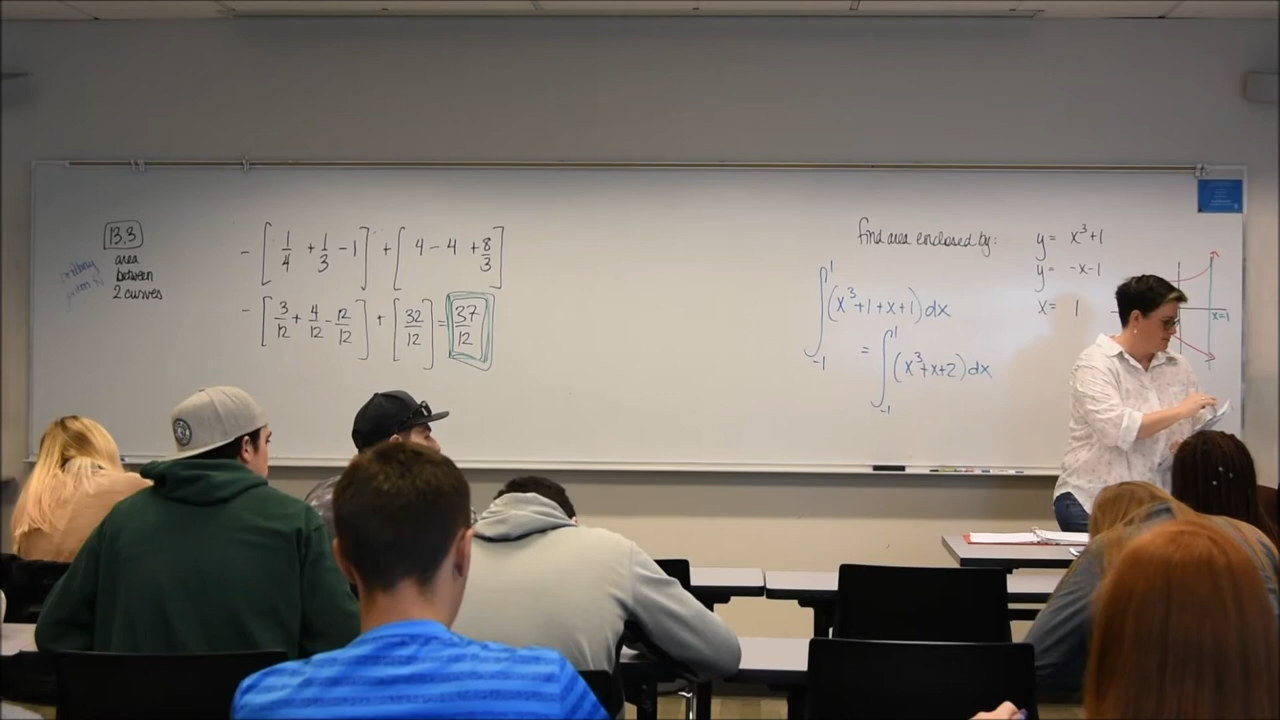 13.3
area
between
2 curves
- [ 1/4 + 1/3 - 1 ] + [ 4 - 4 + 8/3 ]
- [ 3/12 + 4/12 - 12/12 ] + [ 32/12 ] = 37/12
find area enclosed by:
y = x³+1
y = -x-1
x = 1
∫₋₁¹ (x³+1+x+1)dx
= ∫₋₁¹ (x³+x+2)dx
x=1